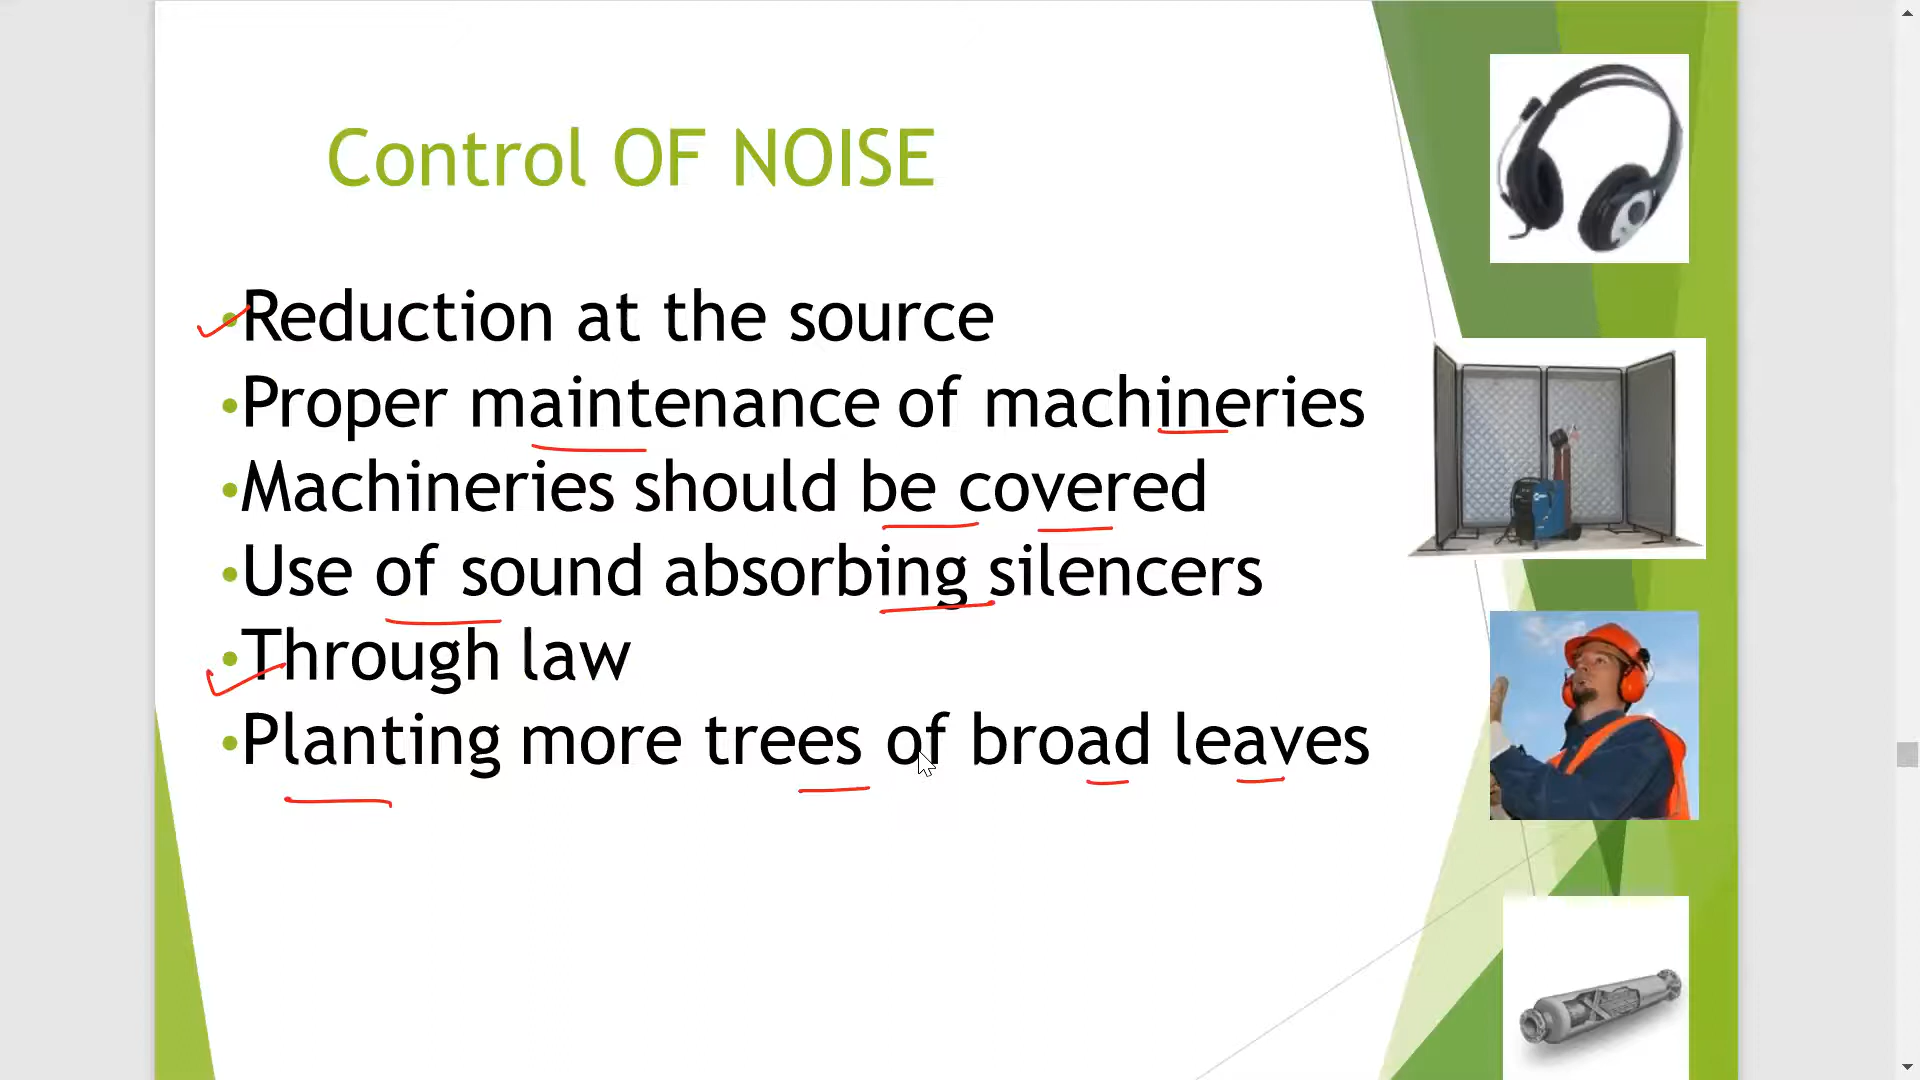 Control OF NOISE
•Reduction at the source
•Proper maintenance of machineries
•Machineries should be covered
•Use of sound absorbing silencers
•Through law
•Planting more trees of broad leaves